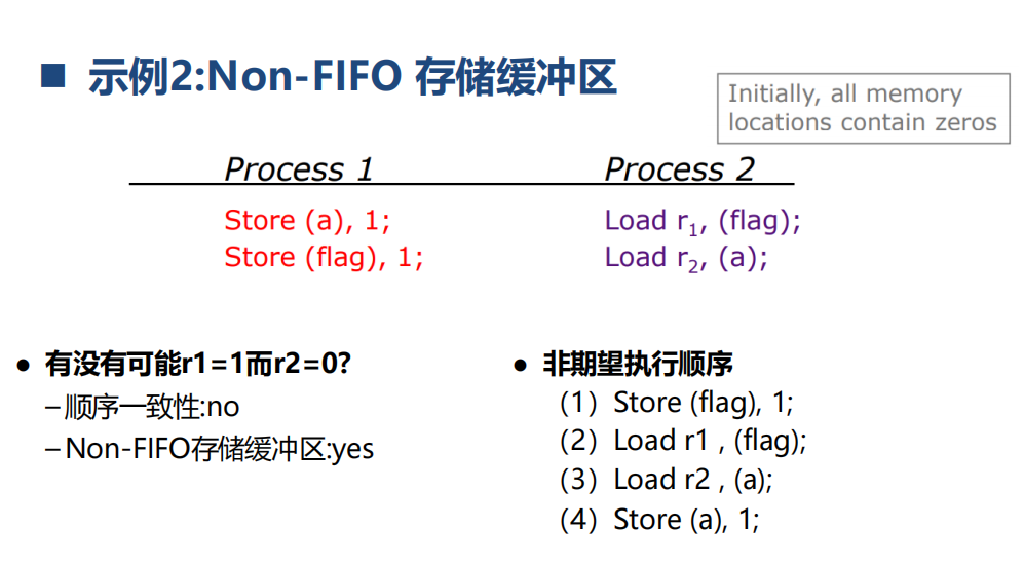 ■ 示例2:Non-FIFO 存储缓冲区
Initially, all memory
locations contain zeros
Process 1
Process 2
Store (a), 1;
Store (flag), 1;
Load r1, (flag);
Load r2, (a);
● 有没有可能r1=1而r2=0?
–顺序一致性:no
–Non-FIFO存储缓冲区:yes
● 非期望执行顺序
（1）Store (flag), 1;
（2）Load r1 , (flag);
（3）Load r2 , (a);
（4）Store (a), 1;